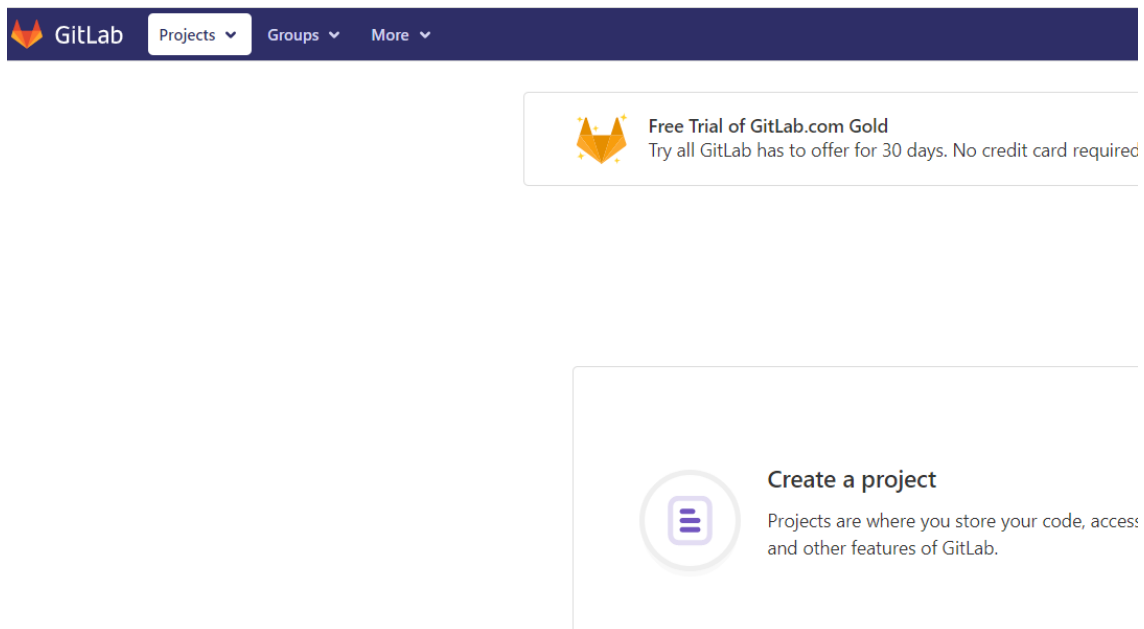 GitLab Projects Groups More
Free Trial of GitLab.com Gold
Try all GitLab has to offer for 30 days. No credit card required
Create a project
Projects are where you store your code, access
and other features of GitLab.